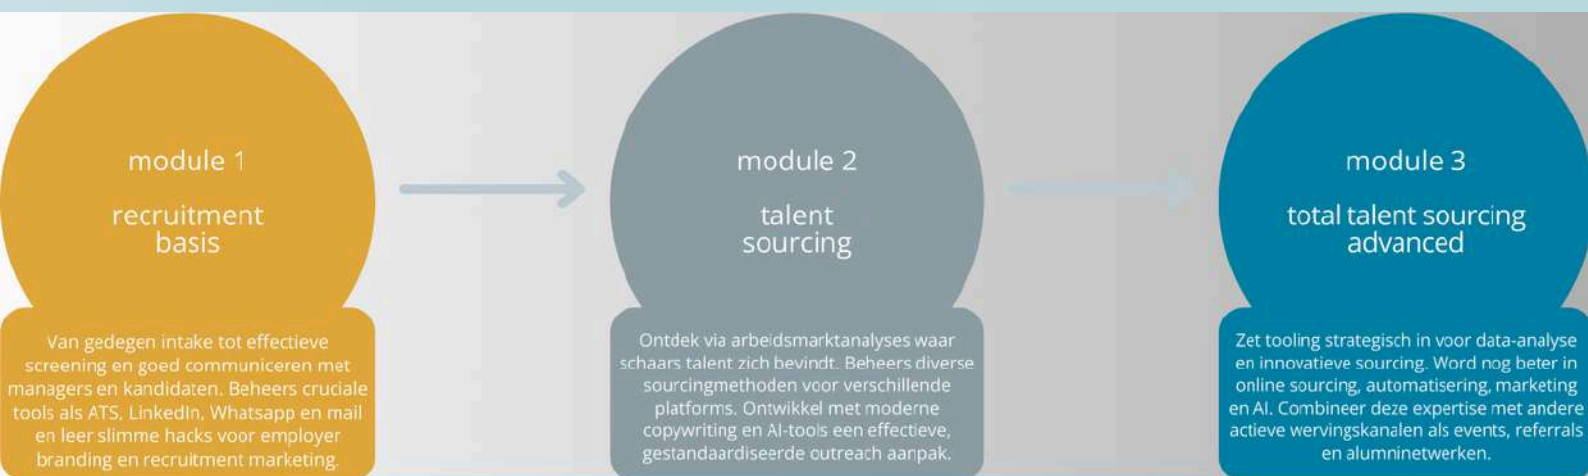 module 1
recruitment
basis
Van gedegen intake tot effectieve
screening en goed communiceren met
managers en kandidaten. Beheers cruciale
tools als ATS, LinkedIn, Whatsapp en mail
en leer slimme hacks voor employer
branding en recruitment marketing.
module 2
talent
sourcing
Ontdek via arbeidsmarktanalyses waar
schaars talent zich bevindt. Beheers diverse
sourcingmethoden voor verschillende
platforms. Ontwikkel met moderne
copywriting en AI-tools een effectieve,
gestandaardiseerde outreach aanpak.
module 3
total talent sourcing
advanced
Zet tooling strategisch in voor data-analyse
en innovatieve sourcing. Word nog beter in
online sourcing, automatisering, marketing
en AI. Combineer deze expertise met andere
actieve wervingskanalen als events, referrals
en alumninetwerken.